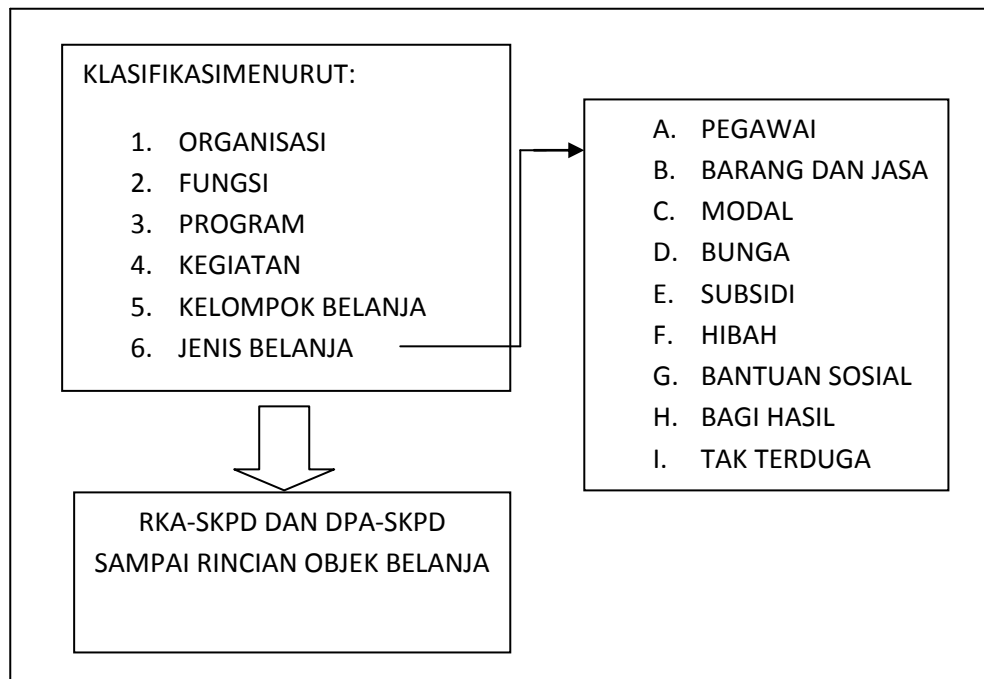 KLASIFIKASIMENURUT:
1. ORGANISASI
2. FUNGSI
3. PROGRAM
4. KEGIATAN
5. KELOMPOK BELANJA
6. JENIS BELANJA
A. PEGAWAI
B. BARANG DAN JASA
C. MODAL
D. BUNGA
E. SUBSIDI
F. HIBAH
G. BANTUAN SOSIAL
H. BAGI HASIL
I. TAK TERDUGA
RKA-SKPD DAN DPA-SKPD
SAMPAI RINCIAN OBJEK BELANJA